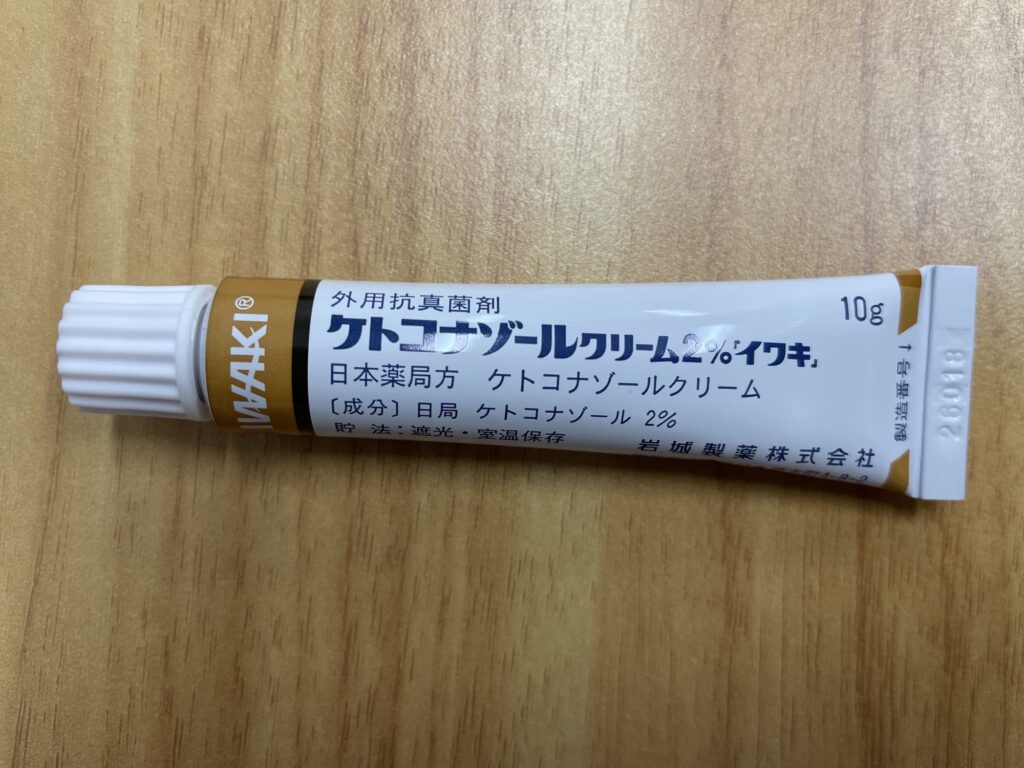 IWAKI®
外用抗真菌剤
ケトコナゾールクリーム2%「イワキ」
日本薬局方 ケトコナゾールクリーム
〔成分〕日局 ケトコナゾール 2%
貯 法:遮光・室温保存
岩城製薬株式会社
8-2
10g
製造番号↑
26018